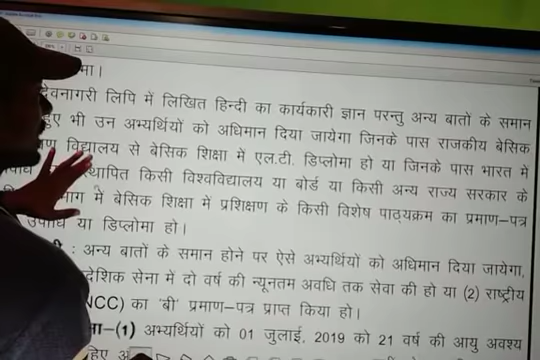 मा।
देवनागरी लिपि में लिखित हिन्दी का कार्यकारी ज्ञान परन्तु अन्य बातों के समान
हुए भी उन अभ्यर्थियों को अधिमान दिया जायेगा जिनके पास राजकीय बेसिक
विद्यालय से बेसिक शिक्षा में एल.टी. डिप्लोमा हो या जिनके पास भारत में
किसी विश्वविद्यालय या बोर्ड या किसी अन्य राज्य सरकार के
में बेसिक शिक्षा में प्रशिक्षण के किसी विशेष पाठ्यक्रम का प्रमाण-पत्र
उपाधि या डिप्लोमा हो।
: अन्य बातों के समान होने पर ऐसे अभ्यर्थियों को अधिमान दिया जायेगा,
सेना में दो वर्ष की न्यूनतम अवधि तक सेवा की हो या (2) राष्ट्रीय
NCC) का 'बी' प्रमाण-पत्र प्राप्त किया हो।
(1) अभ्यर्थियों को 01 जुलाई, 2019 को 21 वर्ष की आयु अवश्य